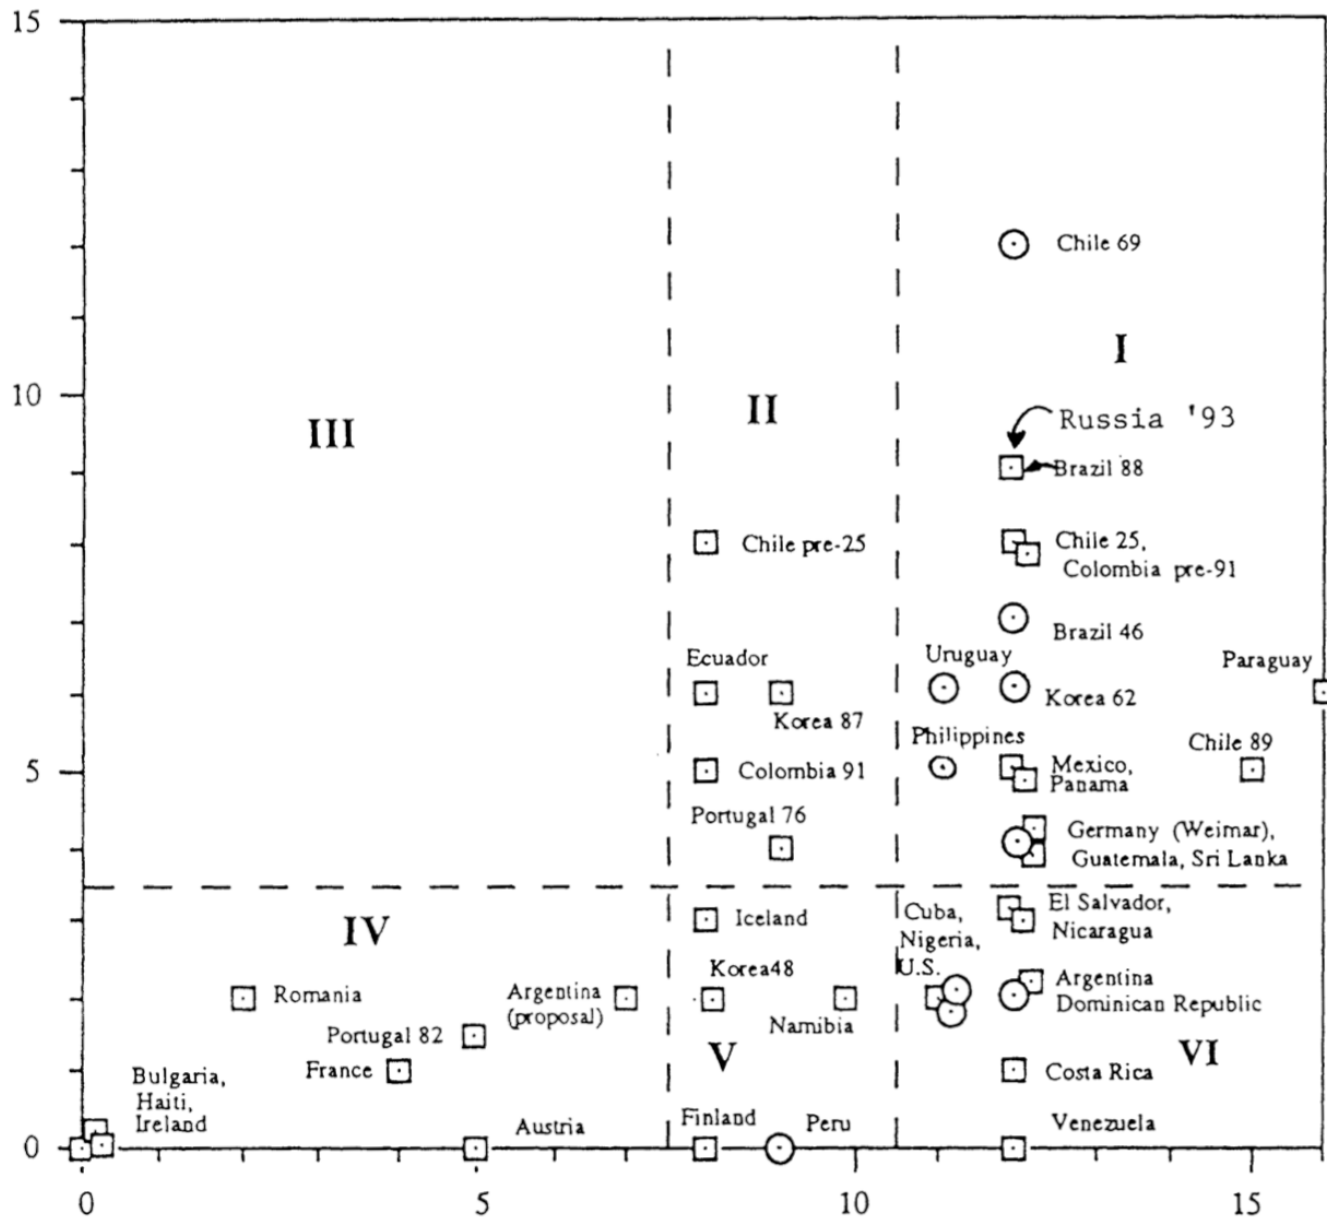 15
Chile 69
I
10
II
III
Russia '93
Brazil 88
Chile pre-25
Chile 25,
Colombia pre-91
Brazil 46
Ecuador
Uruguay
Paraguay
Korea 62
Korea 87
Philippines
Chile 89
5
Colombia 91
Mexico,
Panama
Portugal 76
Germany (Weimar),
Guatemala, Sri Lanka
IV
Iceland
Cuba,
Nigeria,
U.S.
El Salvador,
Nicaragua
Korea48
Romania
Argentina
(proposal)
Argentina
Dominican Republic
Portugal 82
Namibia
V
VI
France
Costa Rica
Bulgaria,
Haiti,
Ireland
Austria
Finland
Peru
Venezuela
0
0
5
10
15